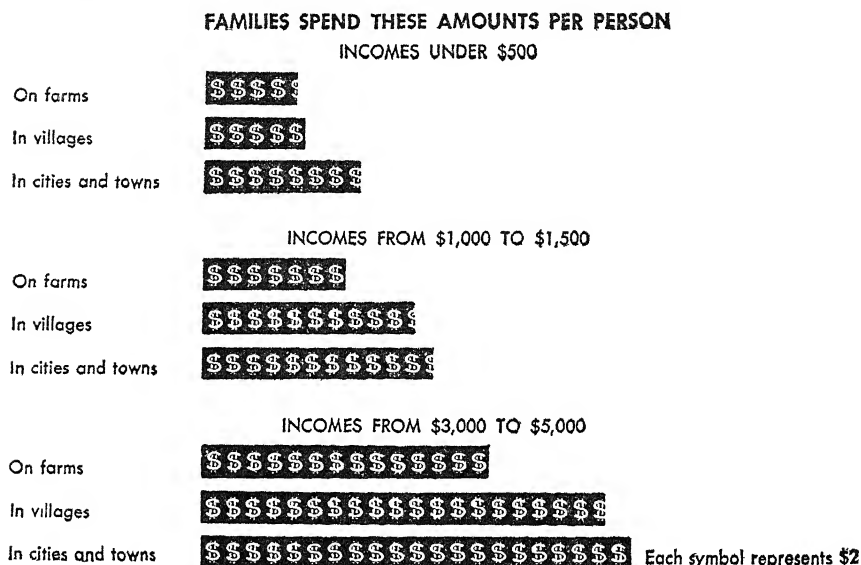 FAMILIES SPEND THESE AMOUNTS PER PERSON
INCOMES UNDER $500
On farms
In villages
In cities and towns
INCOMES FROM $1,000 TO $1,500
On farms
In villages
In cities and towns
INCOMES FROM $3,000 TO $5,000
On farms
In villages
In cities and towns
Each symbol represents $2